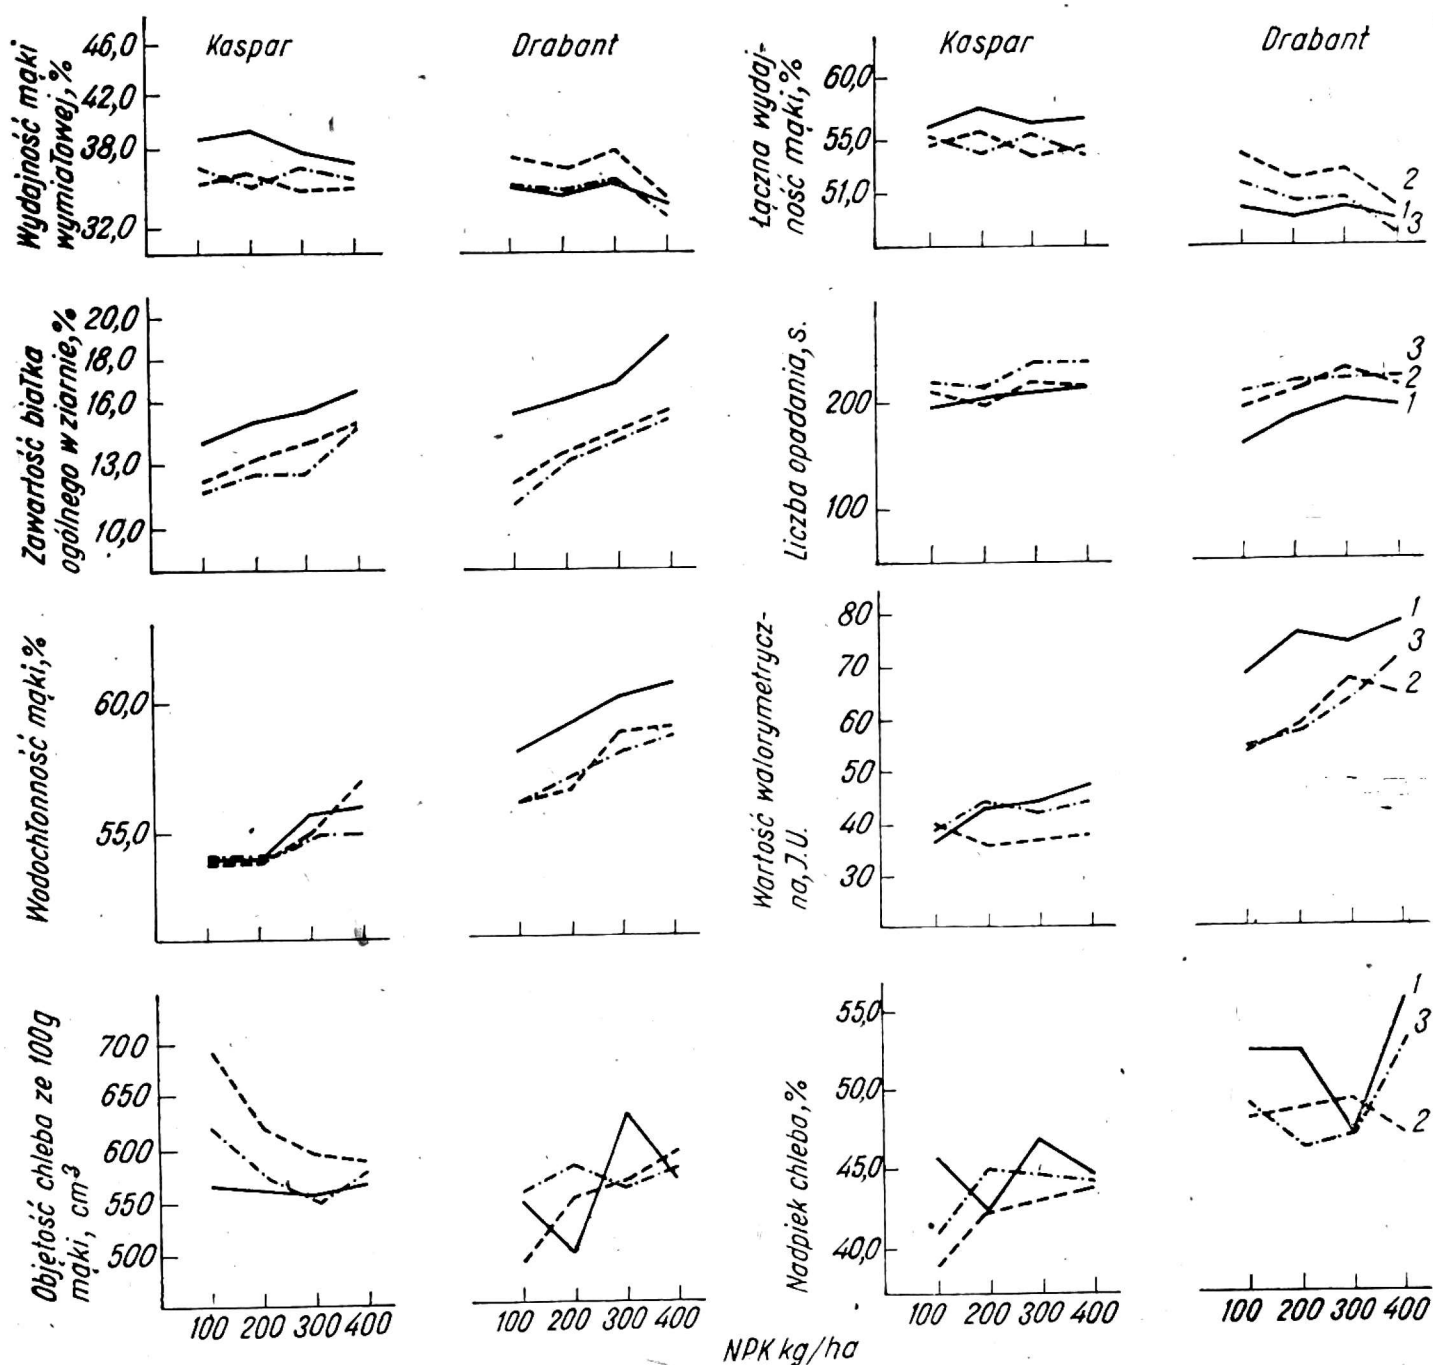 Kaspar
Drabant
Wydajność mąki
wymiałowej,%
46,0
42,0
38,0
32,0
Kaspar
Drabant
Łączna wydaj-
ność mąki,%
60,0
55,0
51,0
2
1
3
Zawartość białka
ogólnego w ziarnie,%
20,0
18,0
16,0
13,0
10,0
Liczba opadania, s.
200
100
3
2
1
Wodochłonność mąki,%
60,0
55,0
Wartość walorymetrycz-
na, J.U.
80
70
60
50
40
30
1
3
2
Objętość chleba ze 100g
mąki, cm³
700
650
600
550
500
100 200 300 400
100 200 300 400
Nadpiek chleba,%
55,0
50,0
45,0
40,0
1
3
2
100 200 300 400
100 200 300 400
NPK kg/ha